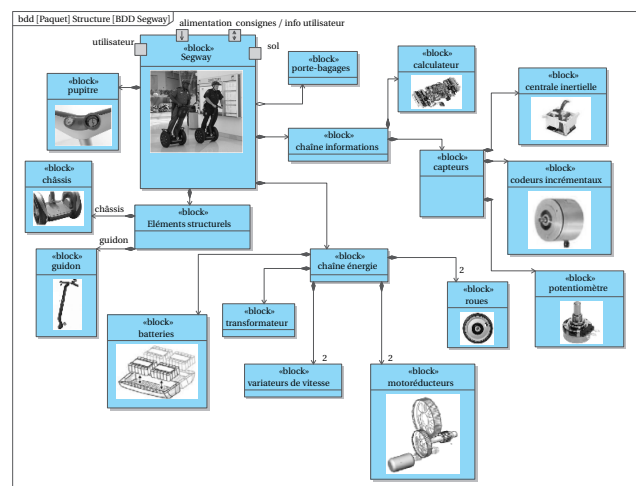 bdd [Paquet] Structure [BDD Segway]
alimentation consignes / info utilisateur
utilisateur
sol
«block»
Segway
«block»
pupitre
«block»
porte-bagages
«block»
calculateur
«block»
centrale inertielle
«block»
chaîne informations
«block»
capteurs
«block»
codeurs incrémentaux
«block»
châssis
châssis
«block»
Eléments structurels
guidon
«block»
guidon
«block»
chaîne énergie
2
«block»
roues
«block»
potentiomètre
«block»
transformateur
«block»
batteries
2
«block»
variateurs de vitesse
2
«block»
motoréducteurs